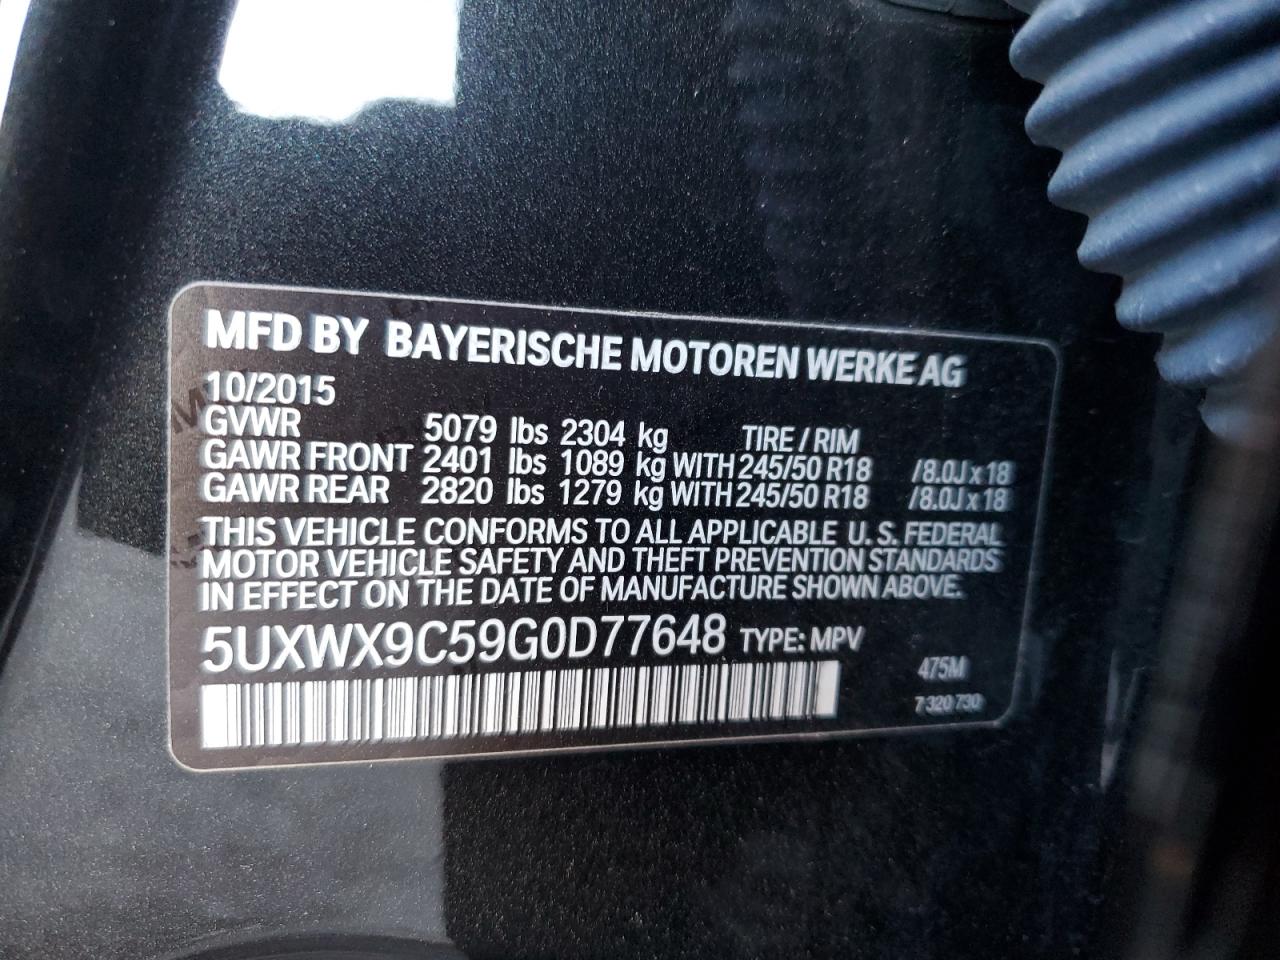 MFD BY BAYERISCHE MOTOREN WERKE AG
10/2015
GVWR 5079 lbs 2304 kg TIRE / RIM
GAWR FRONT 2401 lbs 1089 kg WITH 245/50 R18 /8.0J x 18
GAWR REAR 2820 lbs 1279 kg WITH 245/50 R18 /8.0J x 18
THIS VEHICLE CONFORMS TO ALL APPLICABLE U. S. FEDERAL
MOTOR VEHICLE SAFETY AND THEFT PREVENTION STANDARDS
IN EFFECT ON THE DATE OF MANUFACTURE SHOWN ABOVE.
5UXWX9C59G0D77648 TYPE: MPV
475M
7 320 730